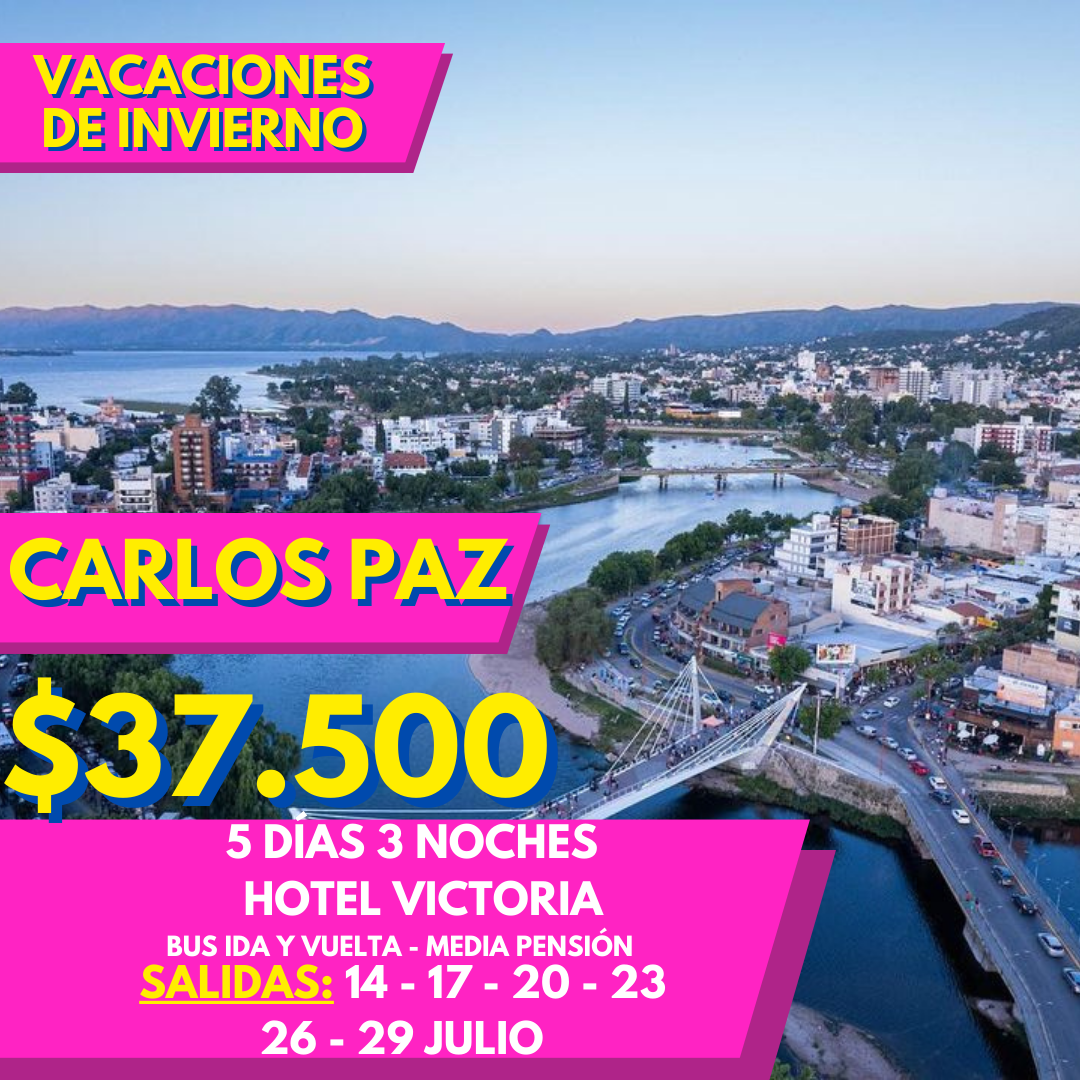 VACACIONES
DE INVIERNO
CARLOS PAZ
$37.500
5 DÍAS 3 NOCHES
HOTEL VICTORIA
BUS IDA Y VUELTA - MEDIA PENSIÓN
SALIDAS: 14 - 17 - 20 - 23
26 - 29 JULIO